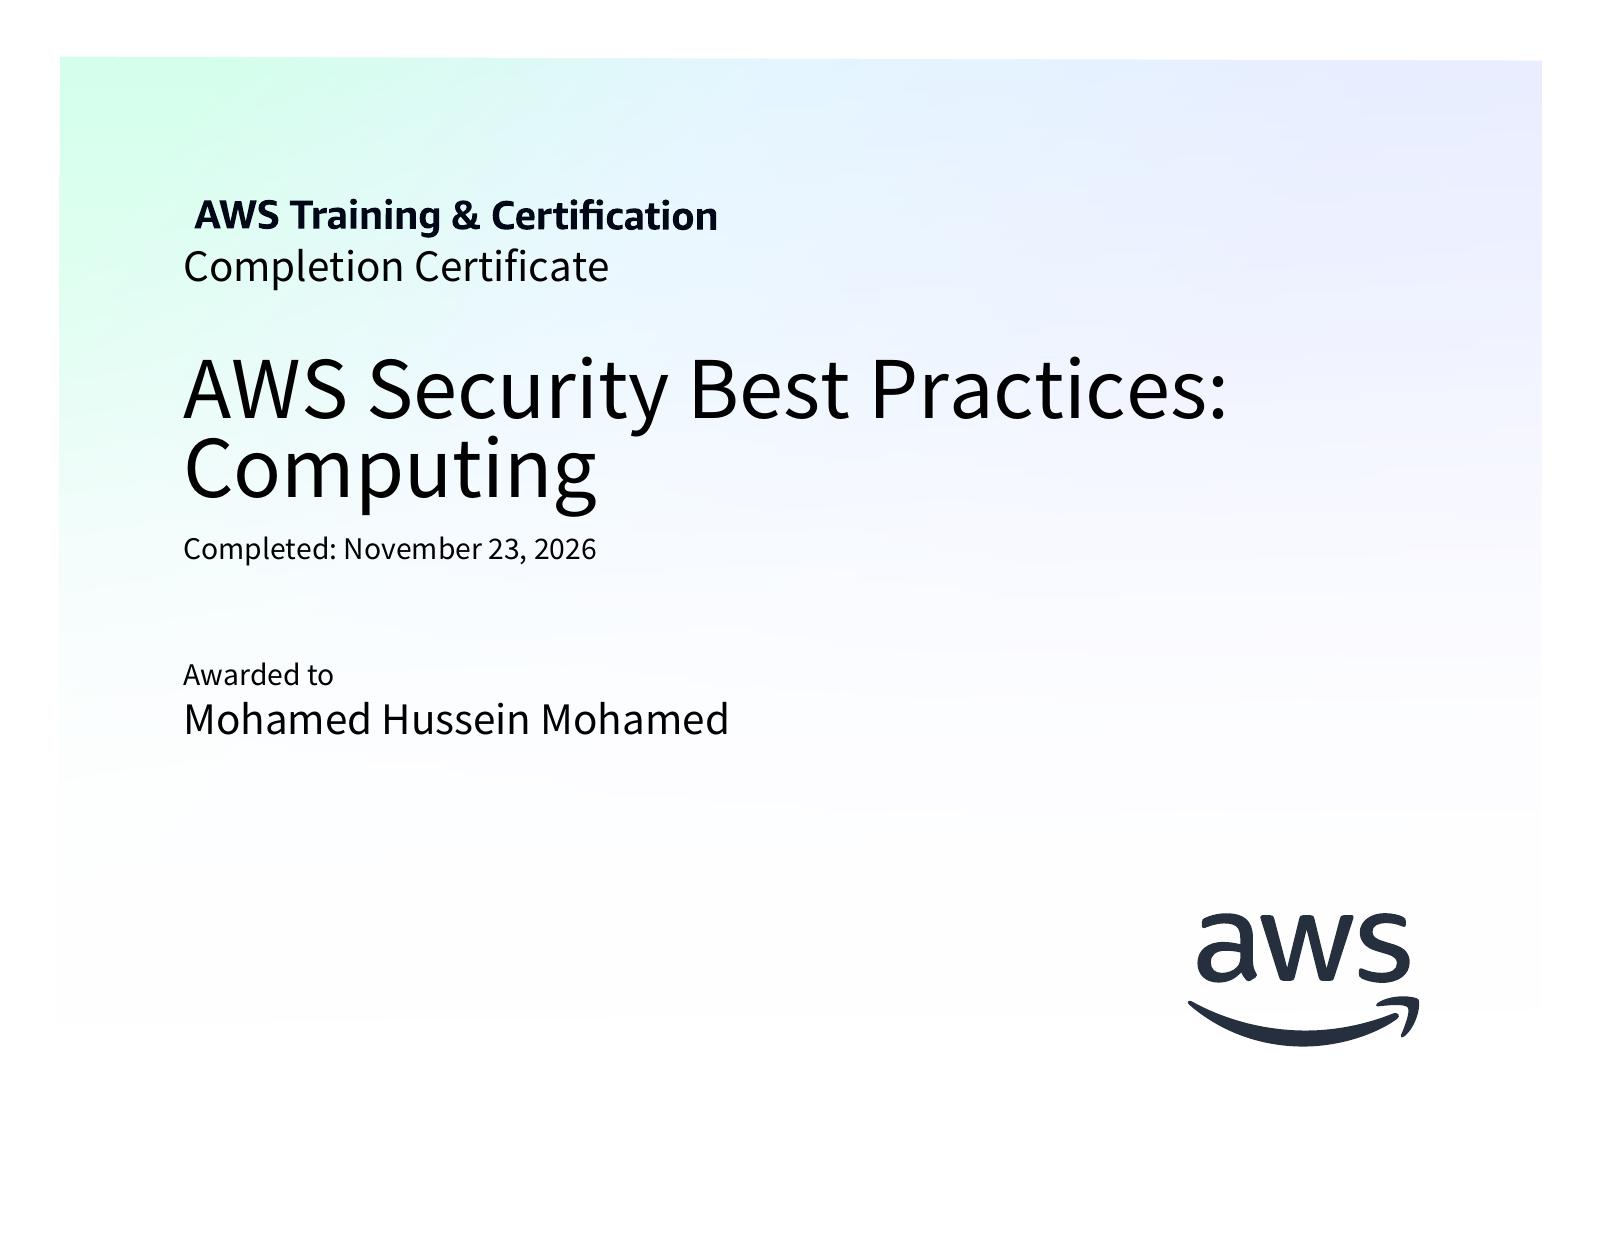 AWS Training & Certification
Completion Certificate
AWS Security Best Practices:
Computing
Completed: November 23, 2026
Awarded to
Mohamed Hussein Mohamed
aws